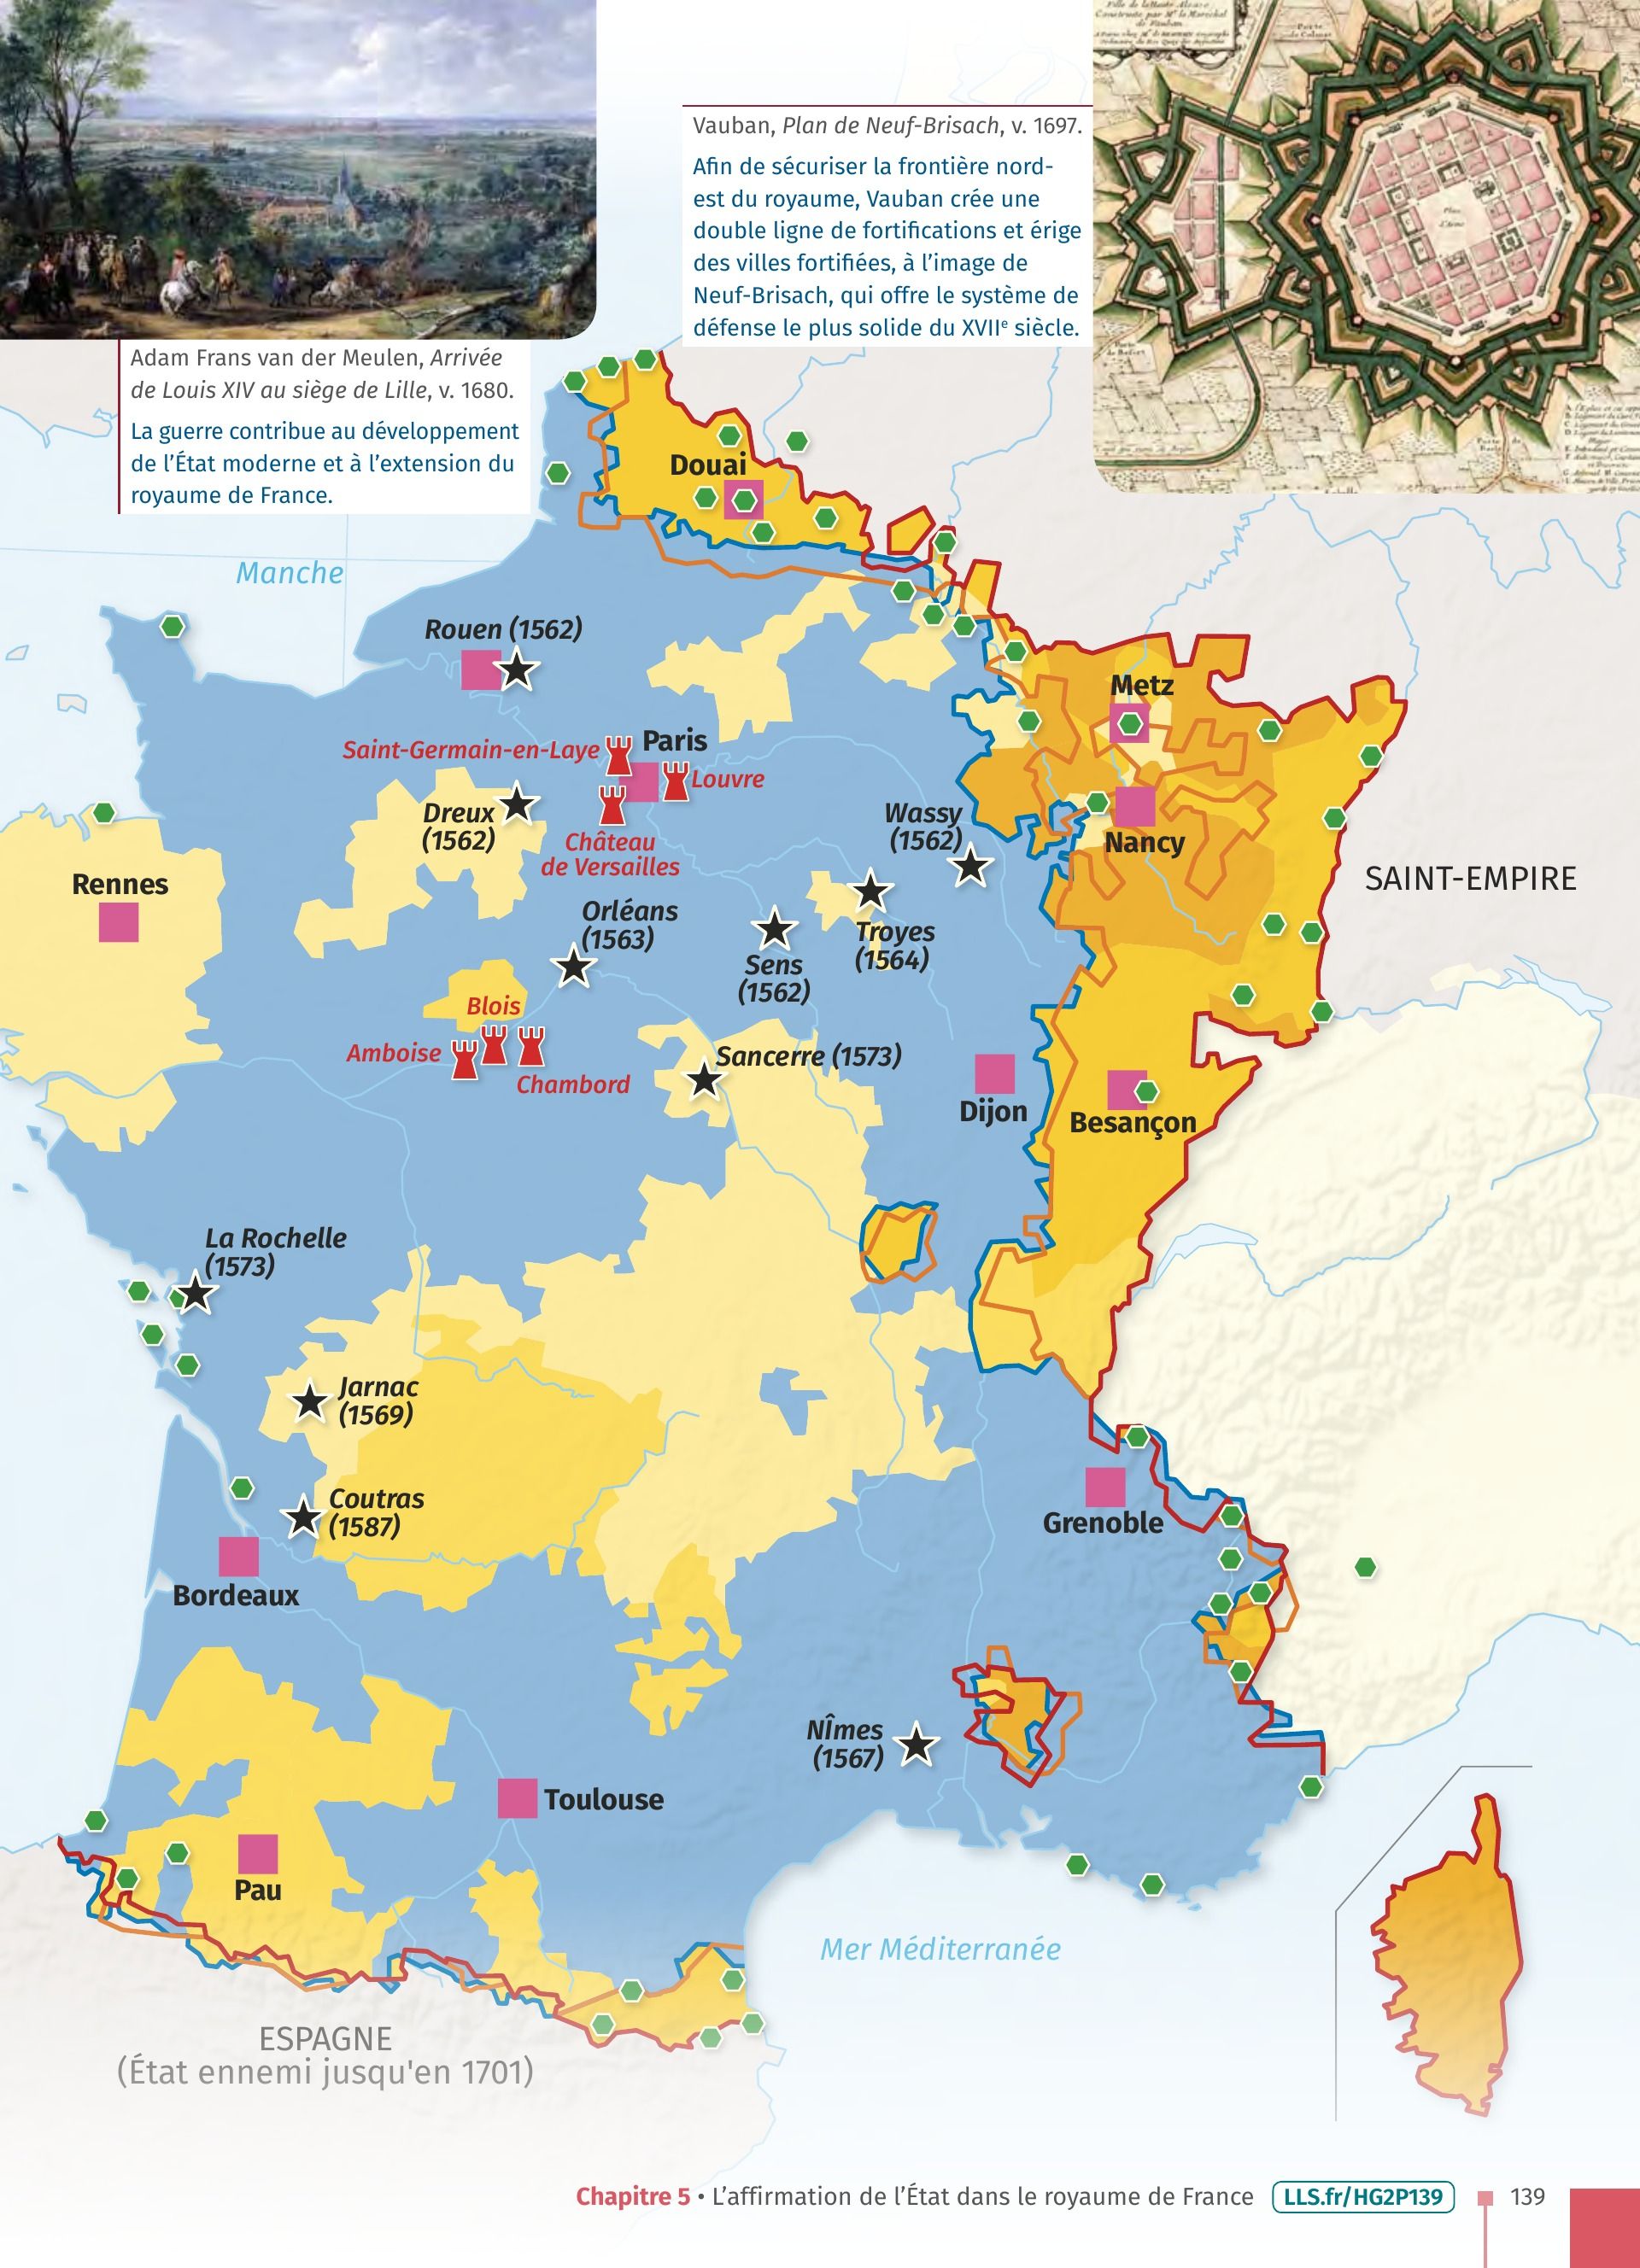 Vauban, Plan de Neuf-Brisach, v. 1697.
Afin de sécuriser la frontière nord-
est du royaume, Vauban crée une
double ligne de fortifications et érige
des villes fortifiées, à l'image de
Neuf-Brisach, qui offre le système de
défense le plus solide du XVIIe siècle.
Adam Frans van der Meulen, Arrivée
de Louis XIV au siège de Lille, v. 1680.
La guerre contribue au développement
de l'État moderne et à l'extension du
royaume de France.
Douai
Manche
Rouen (1562)
Metz
Saint-Germain-en-Laye
Paris
Louvre
Dreux
(1562)
Wassy
(1562)
Château
de Versailles
Nancy
SAINT-EMPIRE
Rennes
Orléans
(1563)
Troyes
(1564)
Sens
(1562)
Blois
Amboise
Chambord
Sancerre (1573)
Dijon
Besançon
La Rochelle
(1573)
Jarnac
(1569)
Coutras
(1587)
Grenoble
Bordeaux
NÎmes
(1567)
Toulouse
Pau
Mer Méditerranée
ESPAGNE
(État ennemi jusqu'en 1701)
Chapitre 5 • L'affirmation de l'État dans le royaume de France LLS.fr/HG2P139 139